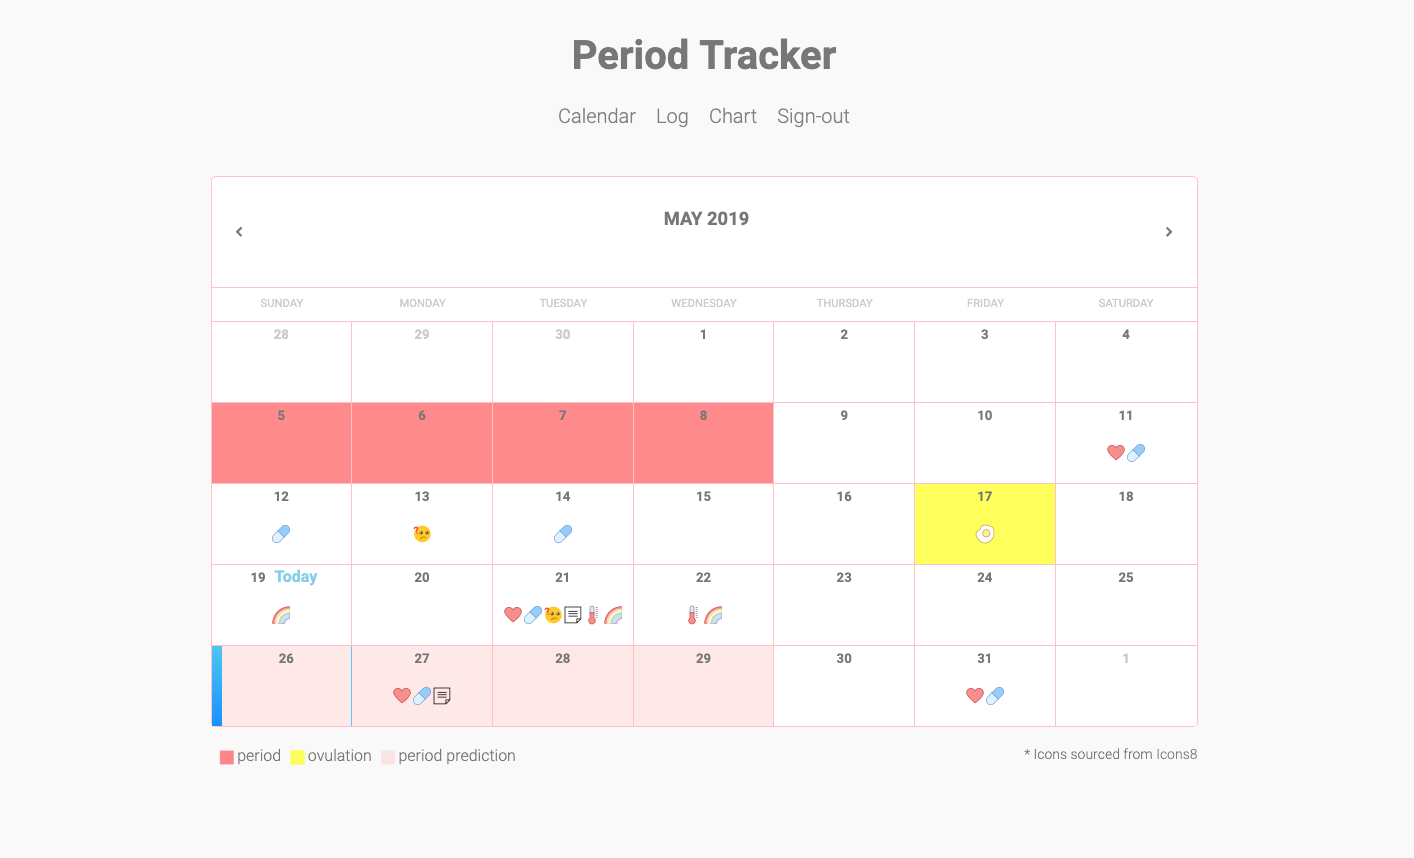 Period Tracker
Calendar Log Chart Sign-out
MAY 2019
SUNDAY MONDAY TUESDAY WEDNESDAY THURSDAY FRIDAY SATURDAY
28 29 30 1 2 3 4
5 6 7 8 9 10 11
12 13 14 15 16 17 18
19 Today 20 21 22 23 24 25
26 27 28 29 30 31 1
period ovulation period prediction
* Icons sourced from Icons8